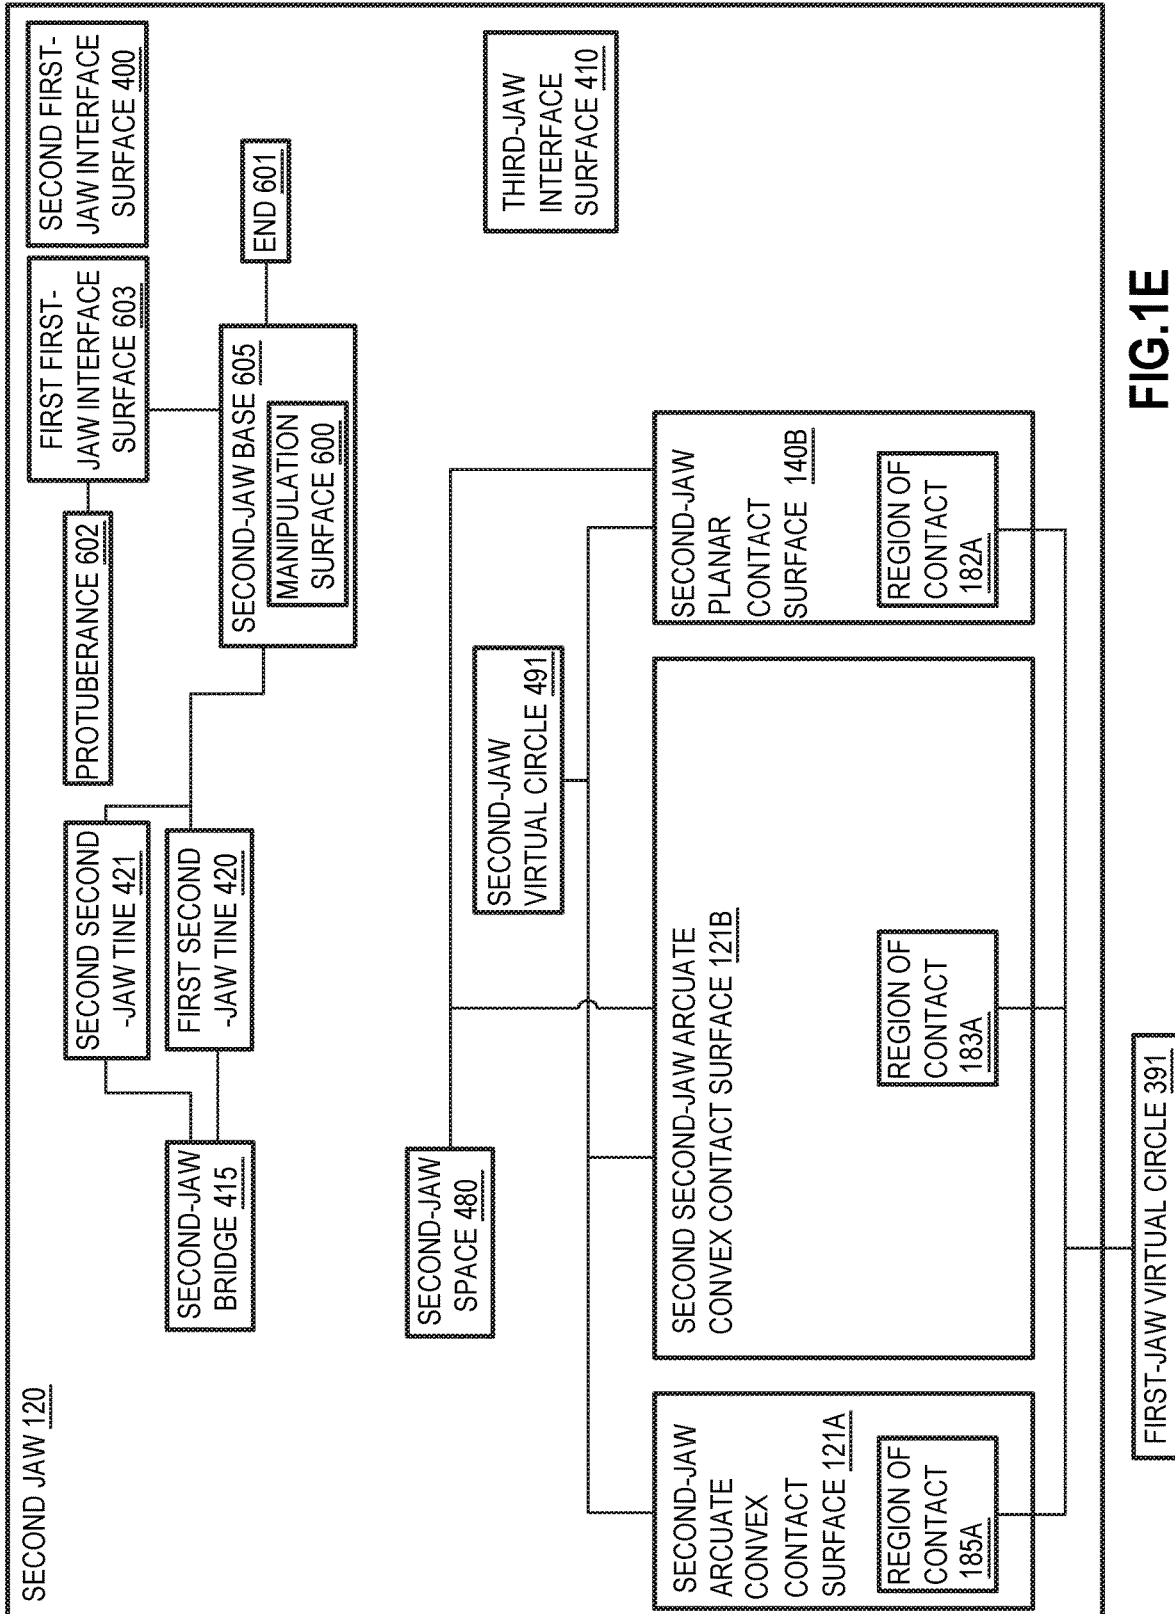 SECOND JAW 120
SECOND-JAW
BRIDGE 415
SECOND SECOND
-JAW TINE 421
FIRST SECOND
-JAW TINE 420
PROTUBERANCE 602
FIRST FIRST-
JAW INTERFACE
SURFACE 603
SECOND FIRST-
JAW INTERFACE
SURFACE 400
SECOND-JAW BASE 605
MANIPULATION
SURFACE 600
END 601
SECOND-JAW
SPACE 480
SECOND-JAW
VIRTUAL CIRCLE 491
THIRD-JAW
INTERFACE
SURFACE 410
SECOND-JAW
ARCUATE
CONVEX
CONTACT
SURFACE 121A
REGION OF
CONTACT
185A
SECOND SECOND-JAW ARCUATE
CONVEX CONTACT SURFACE 121B
REGION OF
CONTACT
183A
SECOND-JAW
PLANAR
CONTACT
SURFACE 140B
REGION OF
CONTACT
182A
FIRST-JAW VIRTUAL CIRCLE 391
FIG.1E